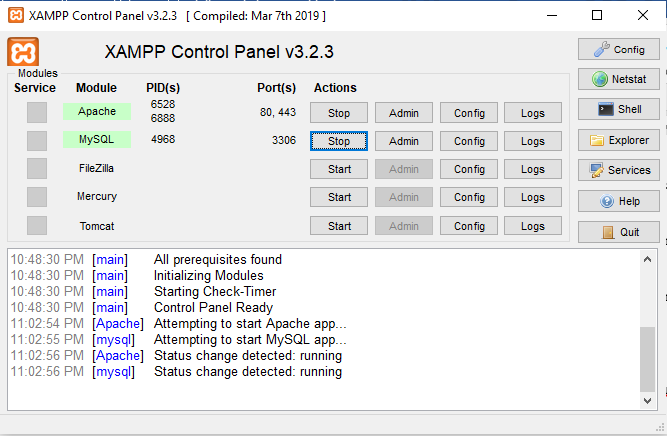 XAMPP Control Panel v3.2.3 [ Compiled: Mar 7th 2019 ]
XAMPP Control Panel v3.2.3
Config
Modules
Service Module PID(s) Port(s) Actions
Netstat
Apache 6528 6888 80, 443 Stop Admin Config Logs
Shell
MySQL 4968 3306 Stop Admin Config Logs
Explorer
FileZilla Start Admin Config Logs
Services
Mercury Start Admin Config Logs
Help
Tomcat Start Admin Config Logs
Quit
10:48:30 PM [main] All prerequisites found
10:48:30 PM [main] Initializing Modules
10:48:30 PM [main] Starting Check-Timer
10:48:30 PM [main] Control Panel Ready
11:02:54 PM [Apache] Attempting to start Apache app...
11:02:55 PM [mysql] Attempting to start MySQL app...
11:02:56 PM [Apache] Status change detected: running
11:02:56 PM [mysql] Status change detected: running